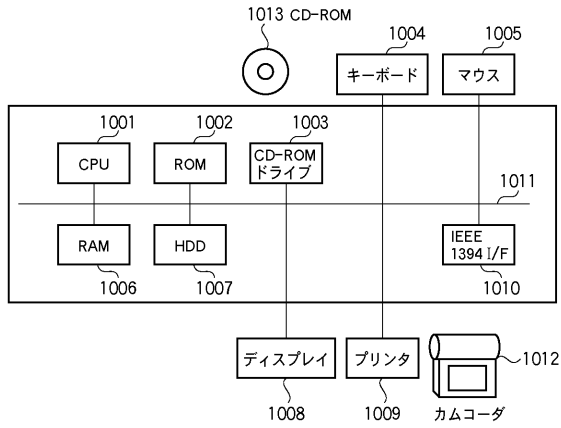 1013 CD-ROM
1004
1005
キーボード
マウス
1001
1002
1003
CPU
ROM
CD-ROM
ドライブ
1011
RAM
HDD
IEEE
1394 I/F
1006
1007
1010
ディスプレイ
プリンタ
1012
1008
1009
カムコーダ